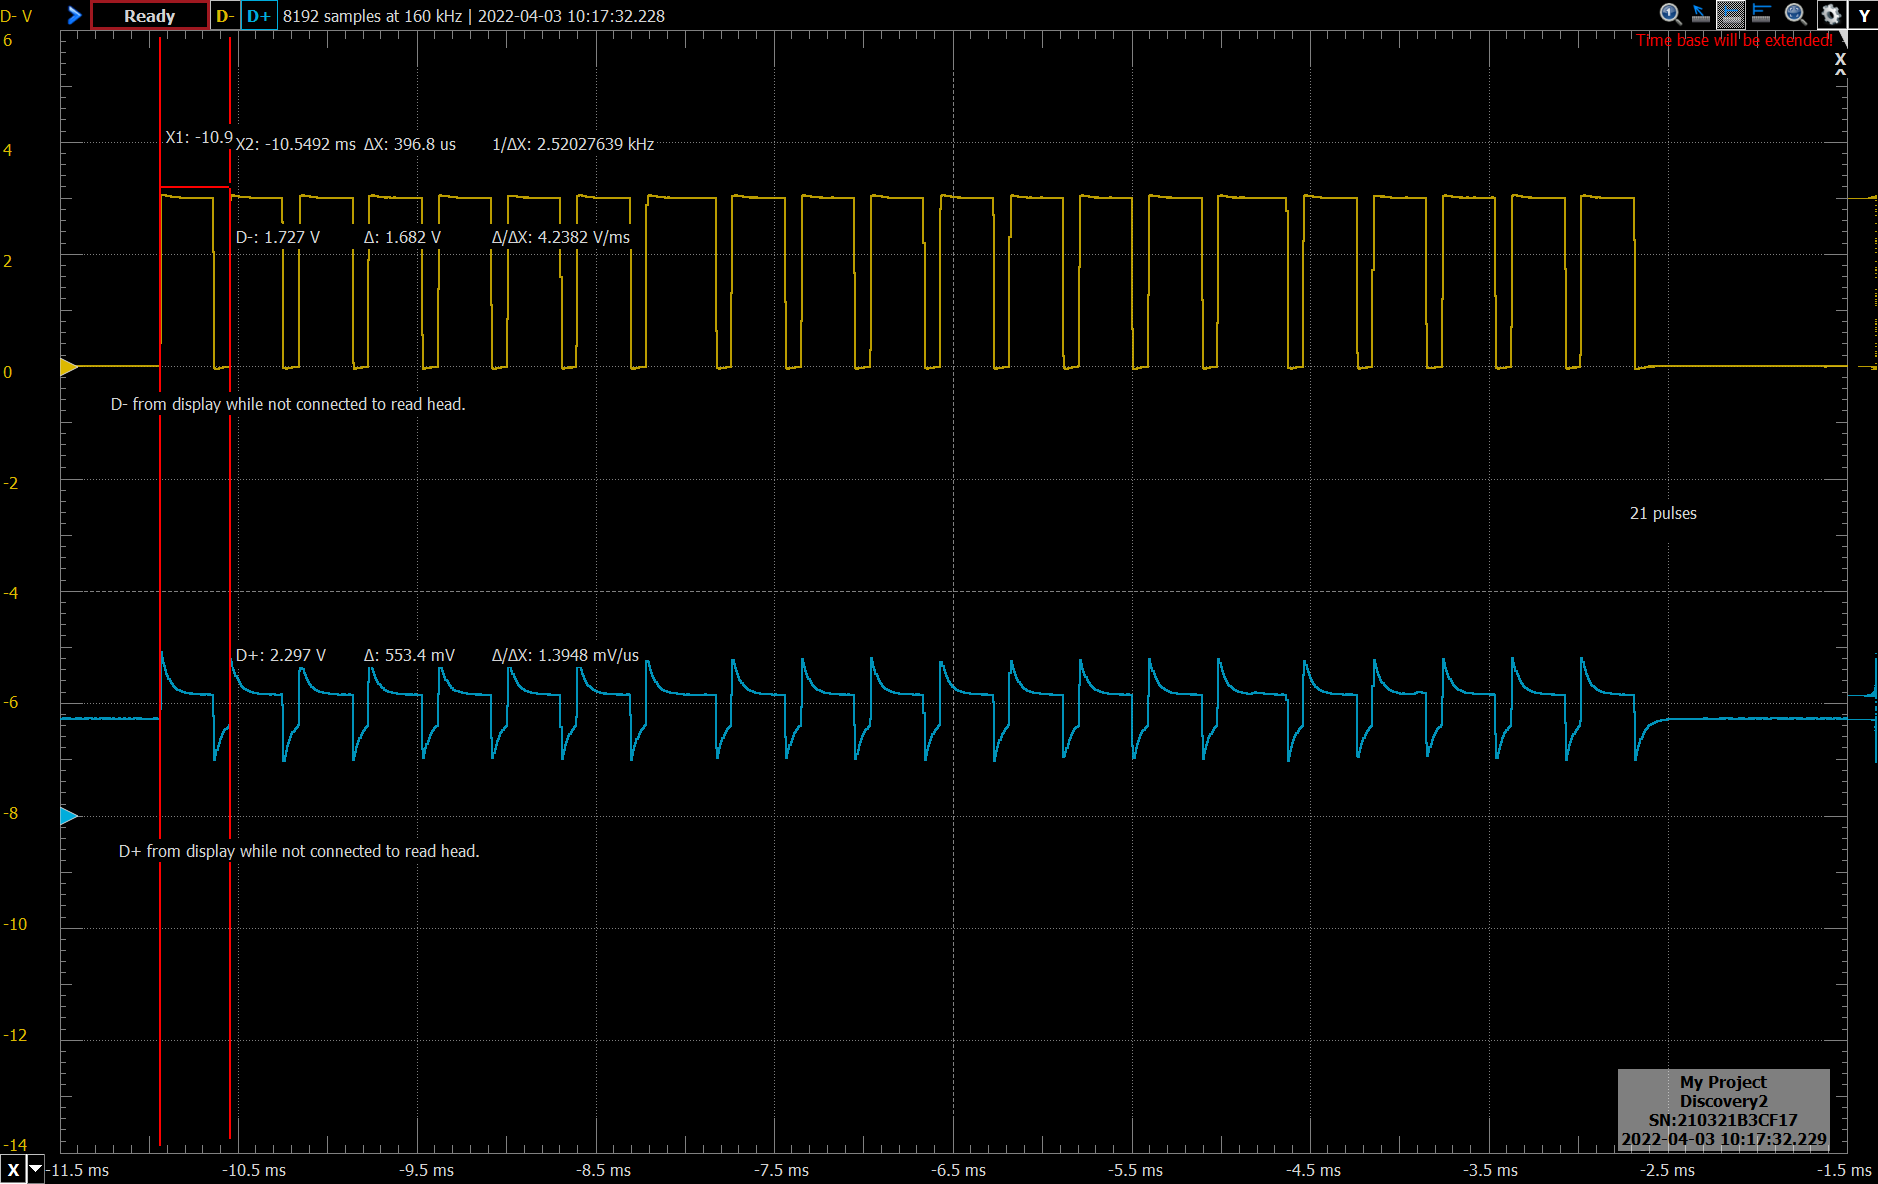 D- V
Ready
D-
D+
8192 samples at 160 kHz | 2022-04-03 10:17:32.228
Y
Time base will be extended!
X
6
4
2
0
-2
-4
-6
-8
-10
-12
-14
X1: -10.9
X2: -10.5492 ms ΔX: 396.8 us 1/ΔX: 2.52027639 kHz
D-: 1.727 V Δ: 1.682 V Δ/ΔX: 4.2382 V/ms
D- from display while not connected to read head.
21 pulses
D+: 2.297 V Δ: 553.4 mV Δ/ΔX: 1.3948 mV/us
D+ from display while not connected to read head.
My Project
Discovery2
SN:210321B3CF17
2022-04-03 10:17:32.229
X
-11.5 ms -10.5 ms -9.5 ms -8.5 ms -7.5 ms -6.5 ms -5.5 ms -4.5 ms -3.5 ms -2.5 ms -1.5 ms